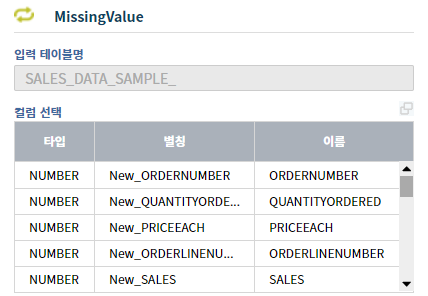 MissingValue
입력 테이블명
SALES_DATA_SAMPLE_
컬럼 선택
타입 별칭 이름
NUMBER New_ORDERNUMBER ORDERNUMBER
NUMBER New_QUANTITYORDE... QUANTITYORDERED
NUMBER New_PRICEEACH PRICEEACH
NUMBER New_ORDERLINENU... ORDERLINENUMBER
NUMBER New_SALES SALES